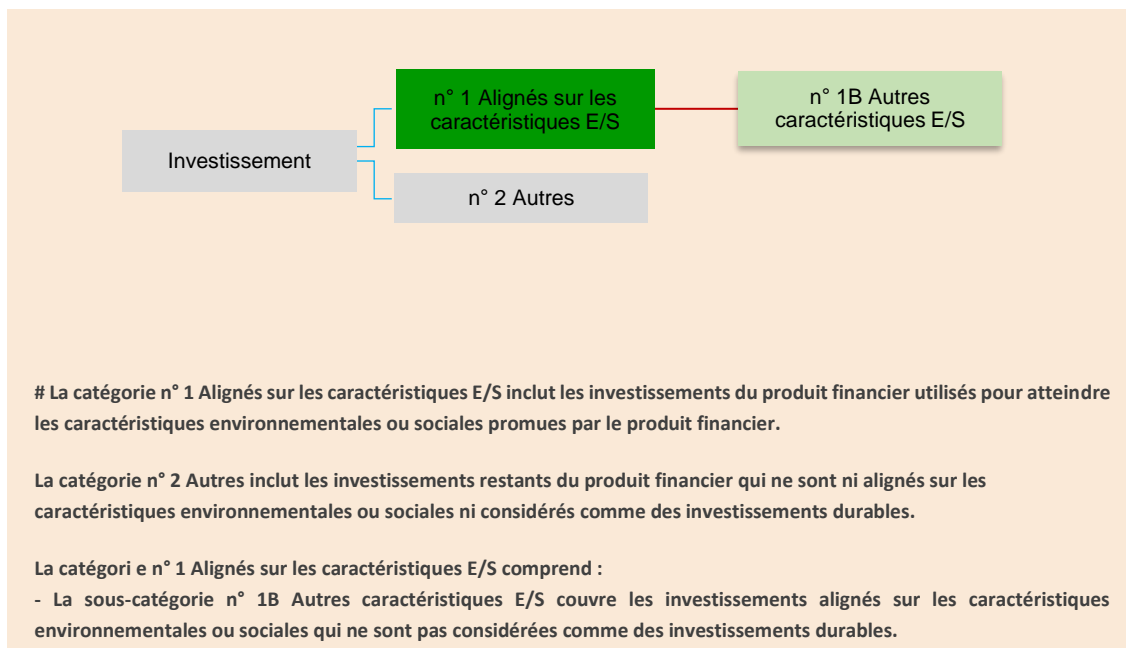 n° 1 Alignés sur les
caractéristiques E/S
n° 1B Autres
caractéristiques E/S
Investissement
n° 2 Autres
# La catégorie n° 1 Alignés sur les caractéristiques E/S inclut les investissements du produit financier utilisés pour atteindre
les caractéristiques environnementales ou sociales promues par le produit financier.
La catégorie n° 2 Autres inclut les investissements restants du produit financier qui ne sont ni alignés sur les
caractéristiques environnementales ou sociales ni considérés comme des investissements durables.
La catégori e n° 1 Alignés sur les caractéristiques E/S comprend :
- La sous-catégorie n° 1B Autres caractéristiques E/S couvre les investissements alignés sur les caractéristiques
environnementales ou sociales qui ne sont pas considérées comme des investissements durables.